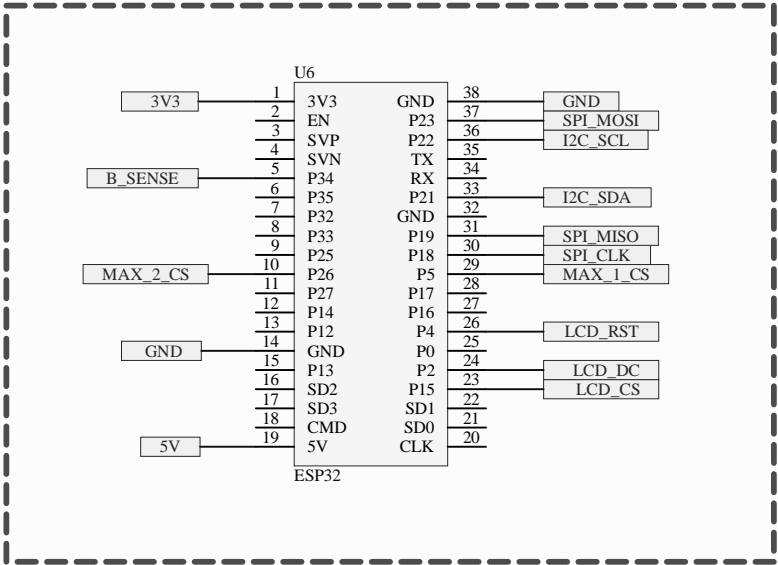 U6
3V3 1 3V3 GND 38 GND
2 EN P23 37 SPI_MOSI
3 SVP P22 36 I2C_SCL
4 SVN TX 35
B_SENSE 5 P34 RX 34
6 P35 P21 33 I2C_SDA
7 P32 GND 32
8 P33 P19 31 SPI_MISO
9 P25 P18 30 SPI_CLK
MAX_2_CS 10 P26 P5 29 MAX_1_CS
11 P27 P17 28
12 P14 P16 27
13 P12 P4 26 LCD_RST
GND 14 GND P0 25
15 P13 P2 24 LCD_DC
16 SD2 P15 23 LCD_CS
17 SD3 SD1 22
18 CMD SD0 21
5V 19 5V CLK 20
ESP32